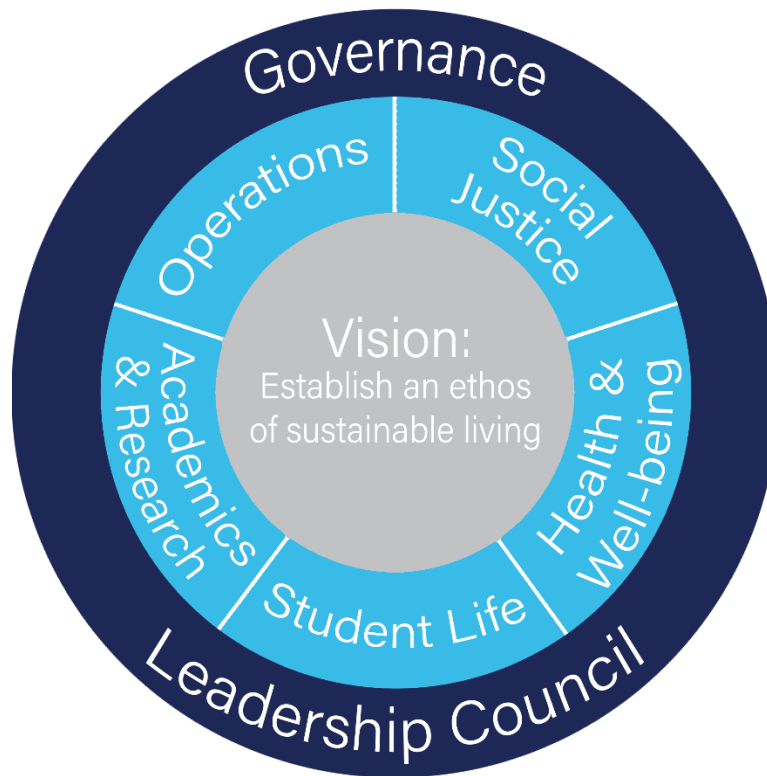 Governance
Operations
Social
Justice
Vision:
Establish an ethos
of sustainable living
Academics
& Research
Health &
Well-being
Student Life
Leadership Council